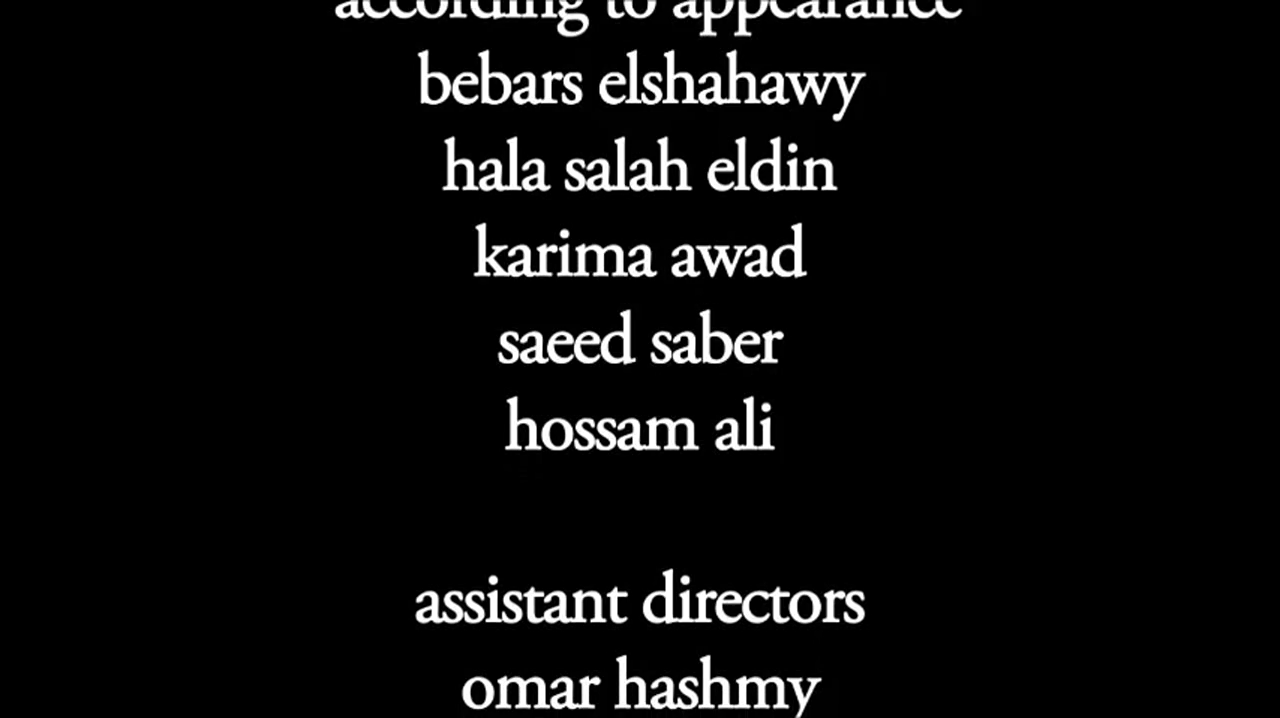 according to appearance
bebars elshahawy
hala salah eldin
karima awad
saeed saber
hossam ali
assistant directors
omar hashmy